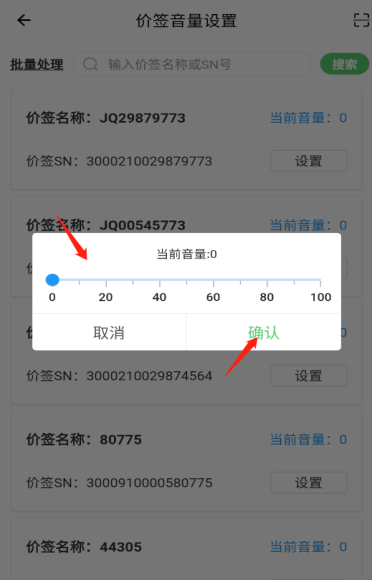 价签音量设置
批量处理 输入价签名称或SN号 搜索
价签名称：JQ29879773 当前音量：0
价签SN：3000210029879773 设置
价签名称：JQ00545773 当前音量：0
当前音量:0
0 20 40 60 80 100
取消 确认
价签SN：3000210029874564 设置
价签名称：80775 当前音量：0
价签SN：3000910000580775 设置
价签名称：44305 当前音量：0